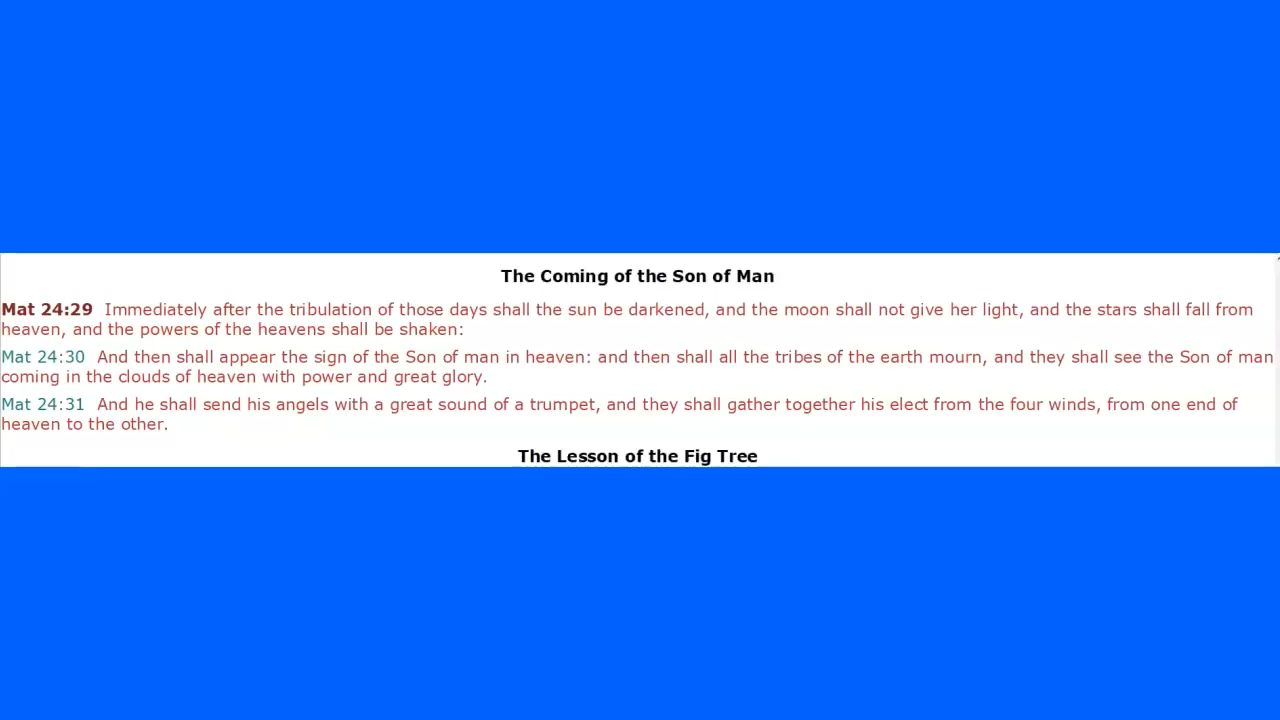 The Coming of the Son of Man
Mat 24:29 Immediately after the tribulation of those days shall the sun be darkened, and the moon shall not give her light, and the stars shall fall from
heaven, and the powers of the heavens shall be shaken:
Mat 24:30 And then shall appear the sign of the Son of man in heaven: and then shall all the tribes of the earth mourn, and they shall see the Son of man
coming in the clouds of heaven with power and great glory.
Mat 24:31 And he shall send his angels with a great sound of a trumpet, and they shall gather together his elect from the four winds, from one end of
heaven to the other.
The Lesson of the Fig Tree